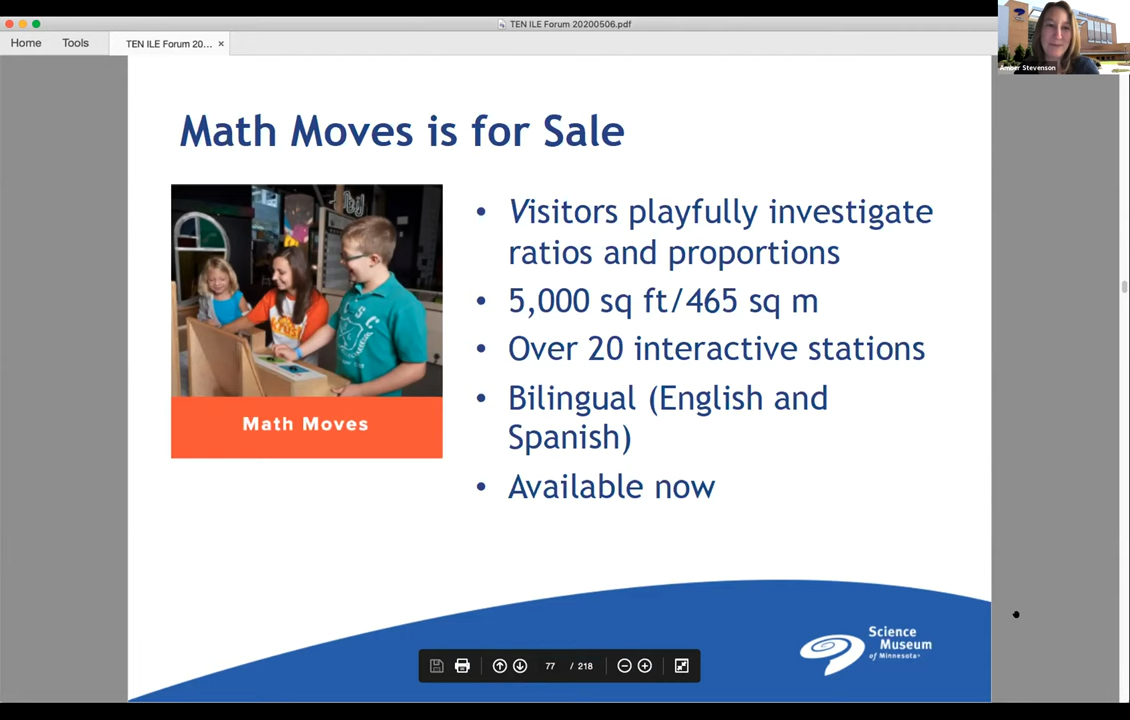 TEN ILE Forum 20200506.pdf
Home Tools TEN ILE Forum 20... ×
Amber Stevenson
Math Moves is for Sale
• Visitors playfully investigate
ratios and proportions
• 5,000 sq ft/465 sq m
• Over 20 interactive stations
• Bilingual (English and
Spanish)
• Available now
Math Moves
Science
Museum
of Minnesota
77 / 218